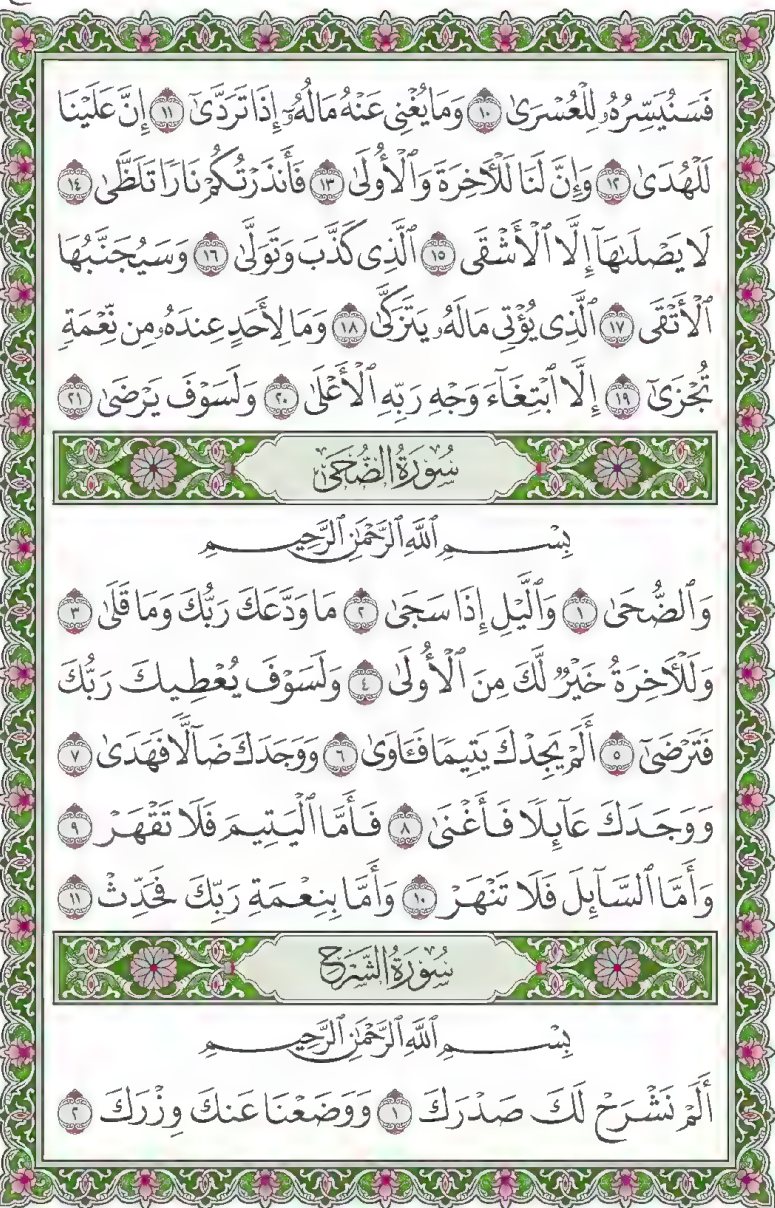 فَسَنُيَسِّرُهُۥ لِلْعُسْرَىٰ ١٠ وَمَا يُغْنِى عَنْهُ مَالُهُۥٓ إِذَا تَرَدَّىٰٓ ١١ إِنَّ عَلَيْنَا
لَلْهُدَىٰ ١٢ وَإِنَّ لَنَا لَلْـَٔاخِرَةَ وَٱلْأُولَىٰ ١٣ فَأَنذَرْتُكُمْ نَارًا تَلَظَّىٰ ١٤
لَا يَصْلَىٰهَآ إِلَّا ٱلْأَشْقَى ١٥ ٱلَّذِى كَذَّبَ وَتَوَلَّىٰ ١٦ وَسَيُجَنَّبُهَا
ٱلْأَتْقَى ١٧ ٱلَّذِى يُؤْتِى مَالَهُۥ يَتَزَكَّىٰ ١٨ وَمَا لِأَحَدٍ عِندَهُۥ مِن نِّعْمَةٍ
تُجْزَىٰٓ ١٩ إِلَّا ٱبْتِغَآءَ وَجْهِ رَبِّهِ ٱلْأَعْلَىٰ ٢٠ وَلَسَوْفَ يَرْضَىٰ ٢١
سُورَةُ الضُّحَىٰ
بِسْمِ ٱللَّهِ ٱلرَّحْمَٰنِ ٱلرَّحِيمِ
وَٱلضُّحَىٰ ١ وَٱلَّيْلِ إِذَا سَجَىٰ ٢ مَا وَدَّعَكَ رَبُّكَ وَمَا قَلَىٰ ٣
وَلَلْـَٔاخِرَةُ خَيْرٌ لَّكَ مِنَ ٱلْأُولَىٰ ٤ وَلَسَوْفَ يُعْطِيكَ رَبُّكَ
فَتَرْضَىٰٓ ٥ أَلَمْ يَجِدْكَ يَتِيمًا فَـَٔاوَىٰ ٦ وَوَجَدَكَ ضَآلًّا فَهَدَىٰ ٧
وَوَجَدَكَ عَآئِلًا فَأَغْنَىٰ ٨ فَأَمَّا ٱلْيَتِيمَ فَلَا تَقْهَرْ ٩
وَأَمَّا ٱلسَّآئِلَ فَلَا تَنْهَرْ ١٠ وَأَمَّا بِنِعْمَةِ رَبِّكَ فَحَدِّثْ ١١
سُورَةُ الشَّرْحِ
بِسْمِ ٱللَّهِ ٱلرَّحْمَٰنِ ٱلرَّحِيمِ
أَلَمْ نَشْرَحْ لَكَ صَدْرَكَ ١ وَوَضَعْنَا عَنكَ وِزْرَكَ ٢